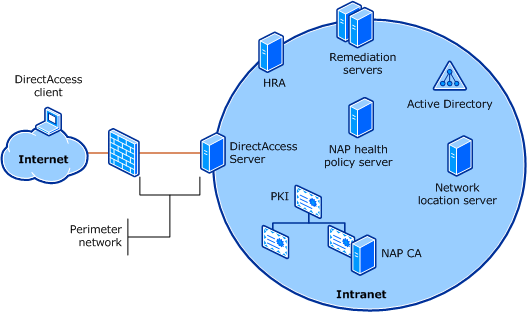 DirectAccess
client
Internet
Perimeter
network
HRA
Remediation
servers
Active Directory
DirectAccess
Server
NAP health
policy server
Network
location server
PKI
NAP CA
Intranet